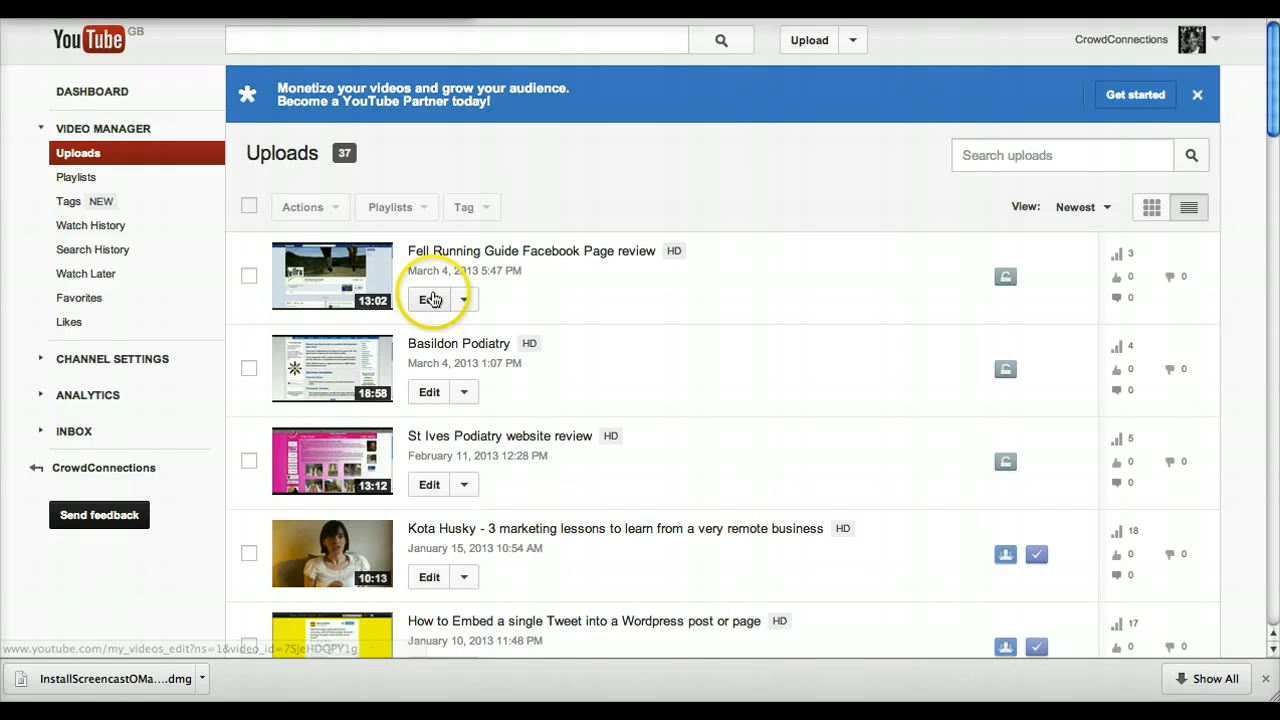 YouTube GB
Upload
CrowdConnections
Monetize your videos and grow your audience.
Become a YouTube Partner today!
Get started
DASHBOARD
VIDEO MANAGER
Uploads
Playlists
Tags NEW
Watch History
Search History
Watch Later
Favorites
Likes
CHANNEL SETTINGS
ANALYTICS
INBOX
CrowdConnections
Send feedback
Uploads 37
Search uploads
Actions Playlists Tag
View: Newest
Fell Running Guide Facebook Page review HD
March 4, 2013 5:47 PM
13:02
3
0 0
0
Basildon Podiatry HD
March 4, 2013 1:07 PM
18:58
Edit
4
0 0
0
St Ives Podiatry website review HD
February 11, 2013 12:28 PM
13:12
Edit
5
0 0
0
Kota Husky - 3 marketing lessons to learn from a very remote business HD
January 15, 2013 10:54 AM
10:13
Edit
18
0 0
0
How to Embed a single Tweet into a Wordpress post or page HD
January 10, 2013 11:48 PM
17
0 0
InstallScreencastOMa....dmg
Show All